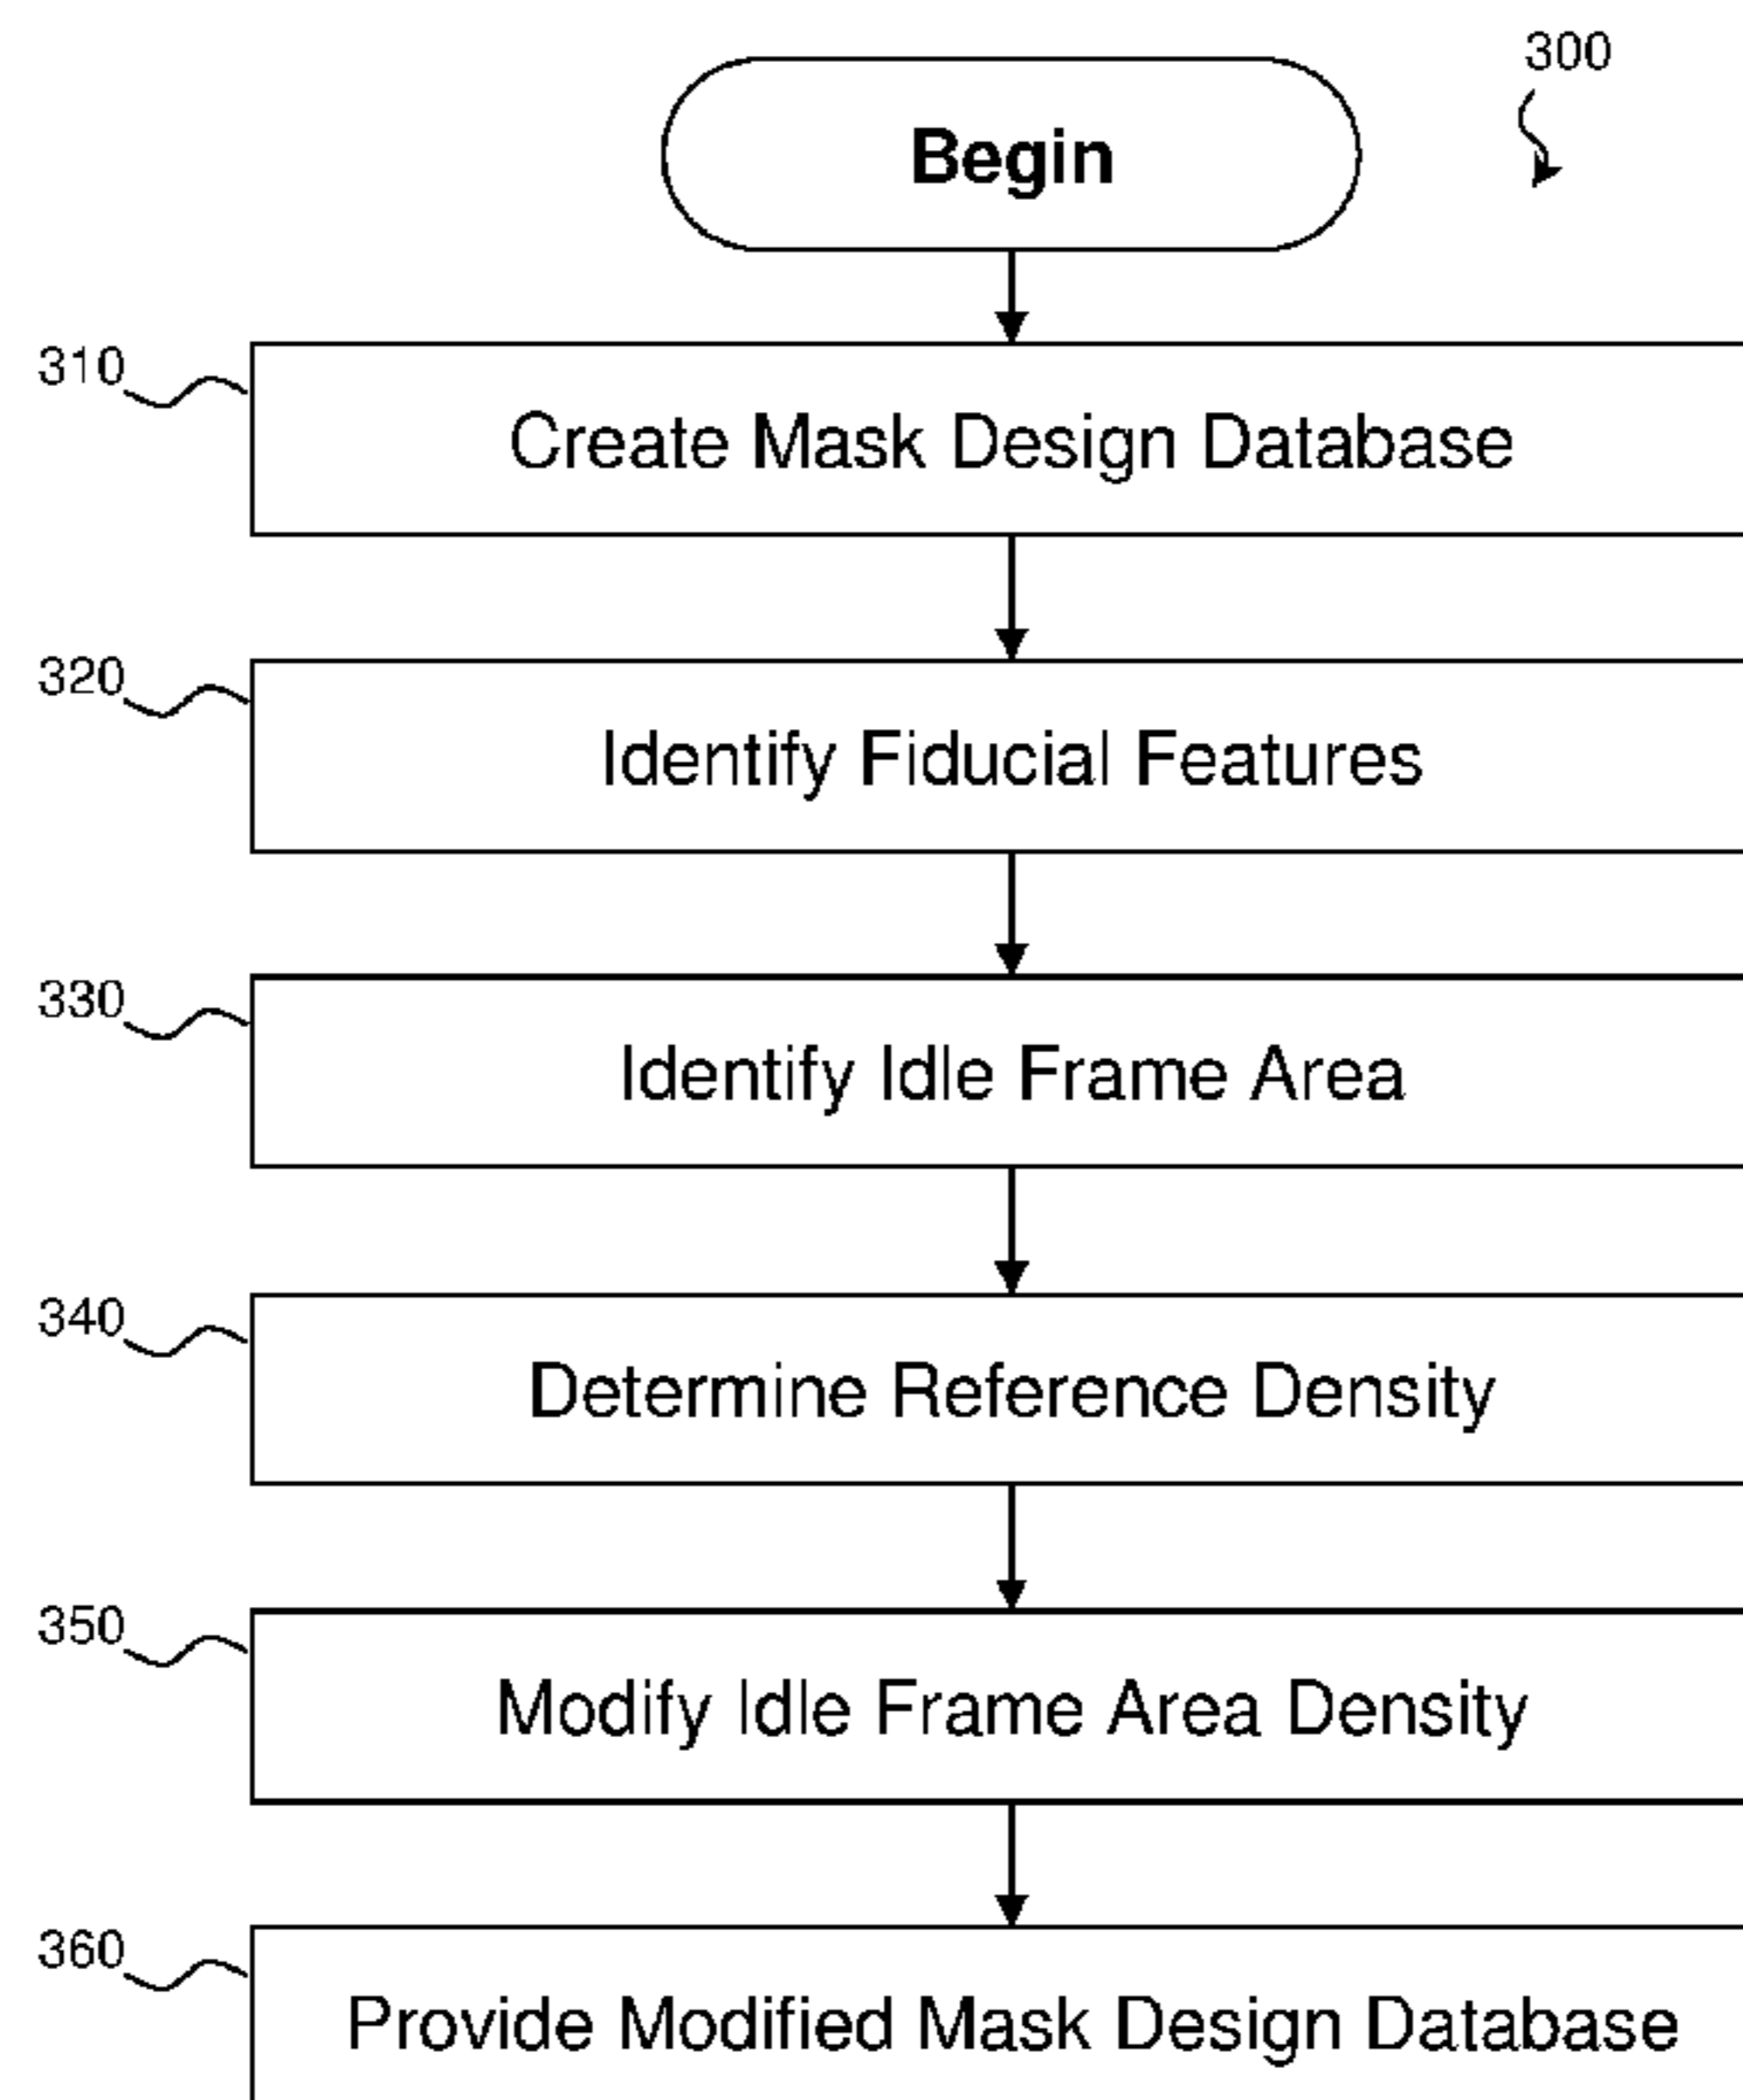 300
Begin
310
Create Mask Design Database
320
Identify Fiducial Features
330
Identify Idle Frame Area
340
Determine Reference Density
350
Modify Idle Frame Area Density
360
Provide Modified Mask Design Database